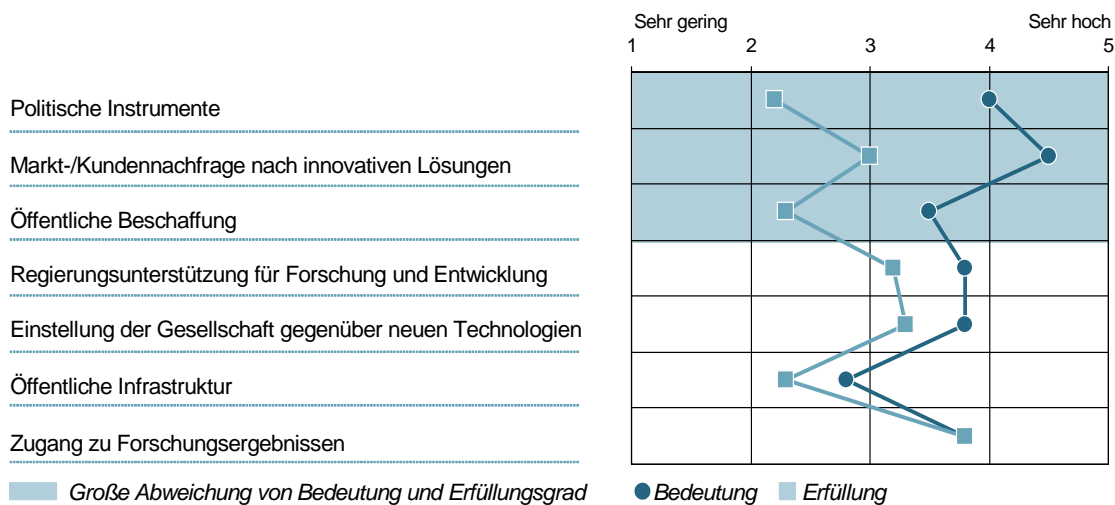 Sehr gering Sehr hoch
1 2 3 4 5
Politische Instrumente
Markt-/Kundennachfrage nach innovativen Lösungen
Öffentliche Beschaffung
Regierungsunterstützung für Forschung und Entwicklung
Einstellung der Gesellschaft gegenüber neuen Technologien
Öffentliche Infrastruktur
Zugang zu Forschungsergebnissen
Große Abweichung von Bedeutung und Erfüllungsgrad Bedeutung Erfüllung